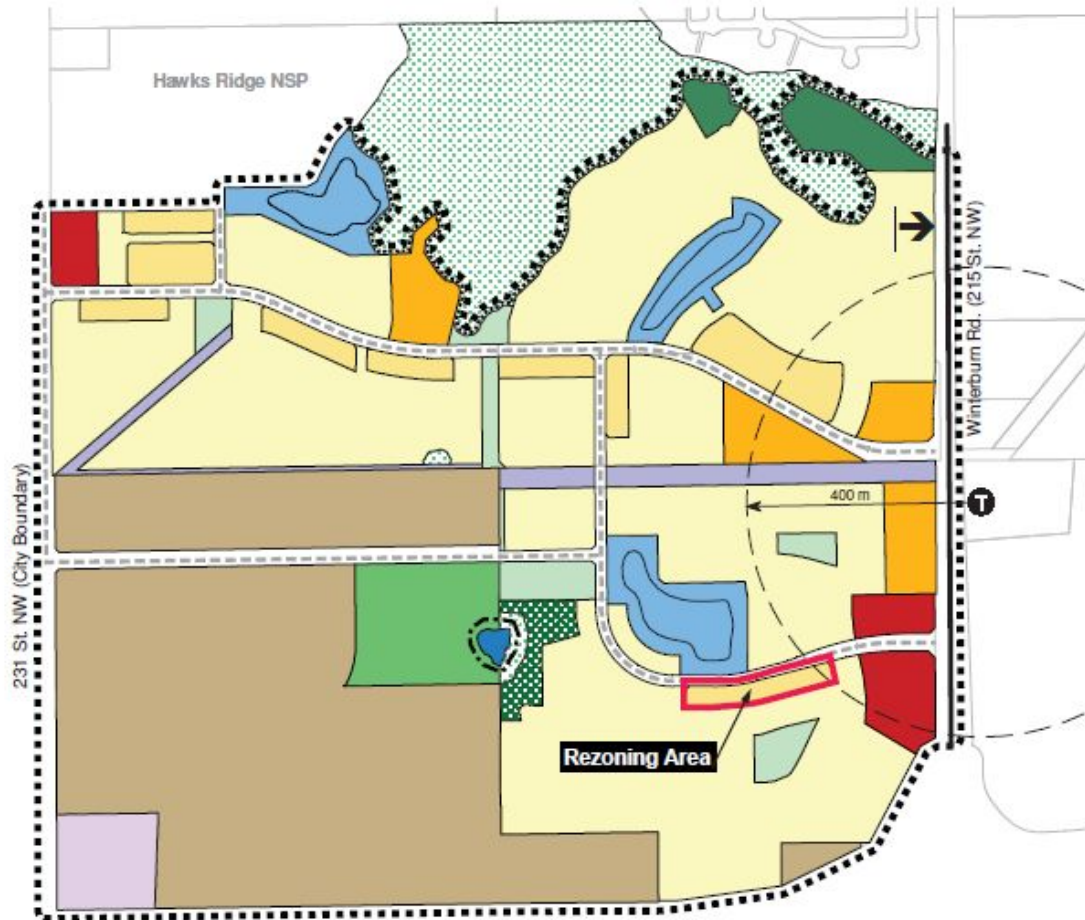 Hawks Ridge NSP
Winterburn Rd. (215 St. NW)
400 m
T
231 St. NW (City Boundary)
Rezoning Area